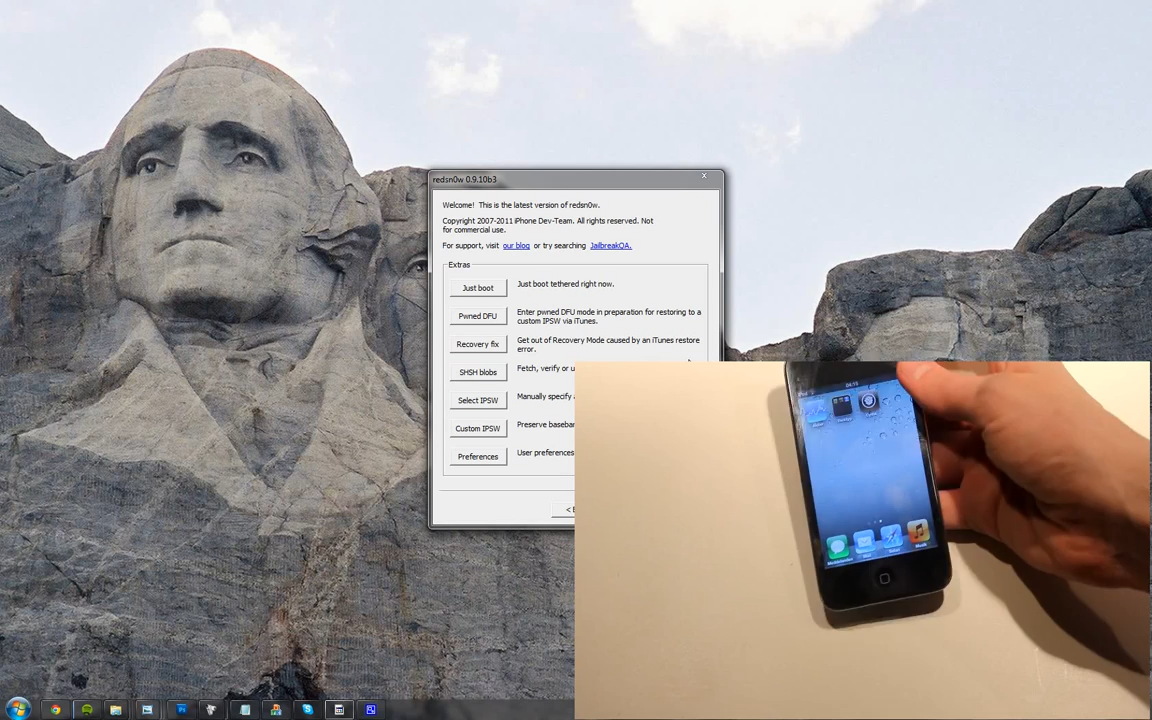 redsn0w 0.9.10b3
Welcome! This is the latest version of redsn0w.
Copyright 2007-2011 iPhone Dev-Team. All rights reserved. Not
for commercial use.
For support, visit our blog or try searching JailbreakQA.
Extras
Just boot
Just boot tethered right now.
Pwned DFU
Enter pwned DFU mode in preparation for restoring to a
custom IPSW via iTunes.
Recovery fix
Get out of Recovery Mode caused by an iTunes restore
error.
SHSH blobs
Fetch, verify or u
Select IPSW
Manually specify a
Custom IPSW
Preserve baseban
Preferences
User preferences
< B
04:15